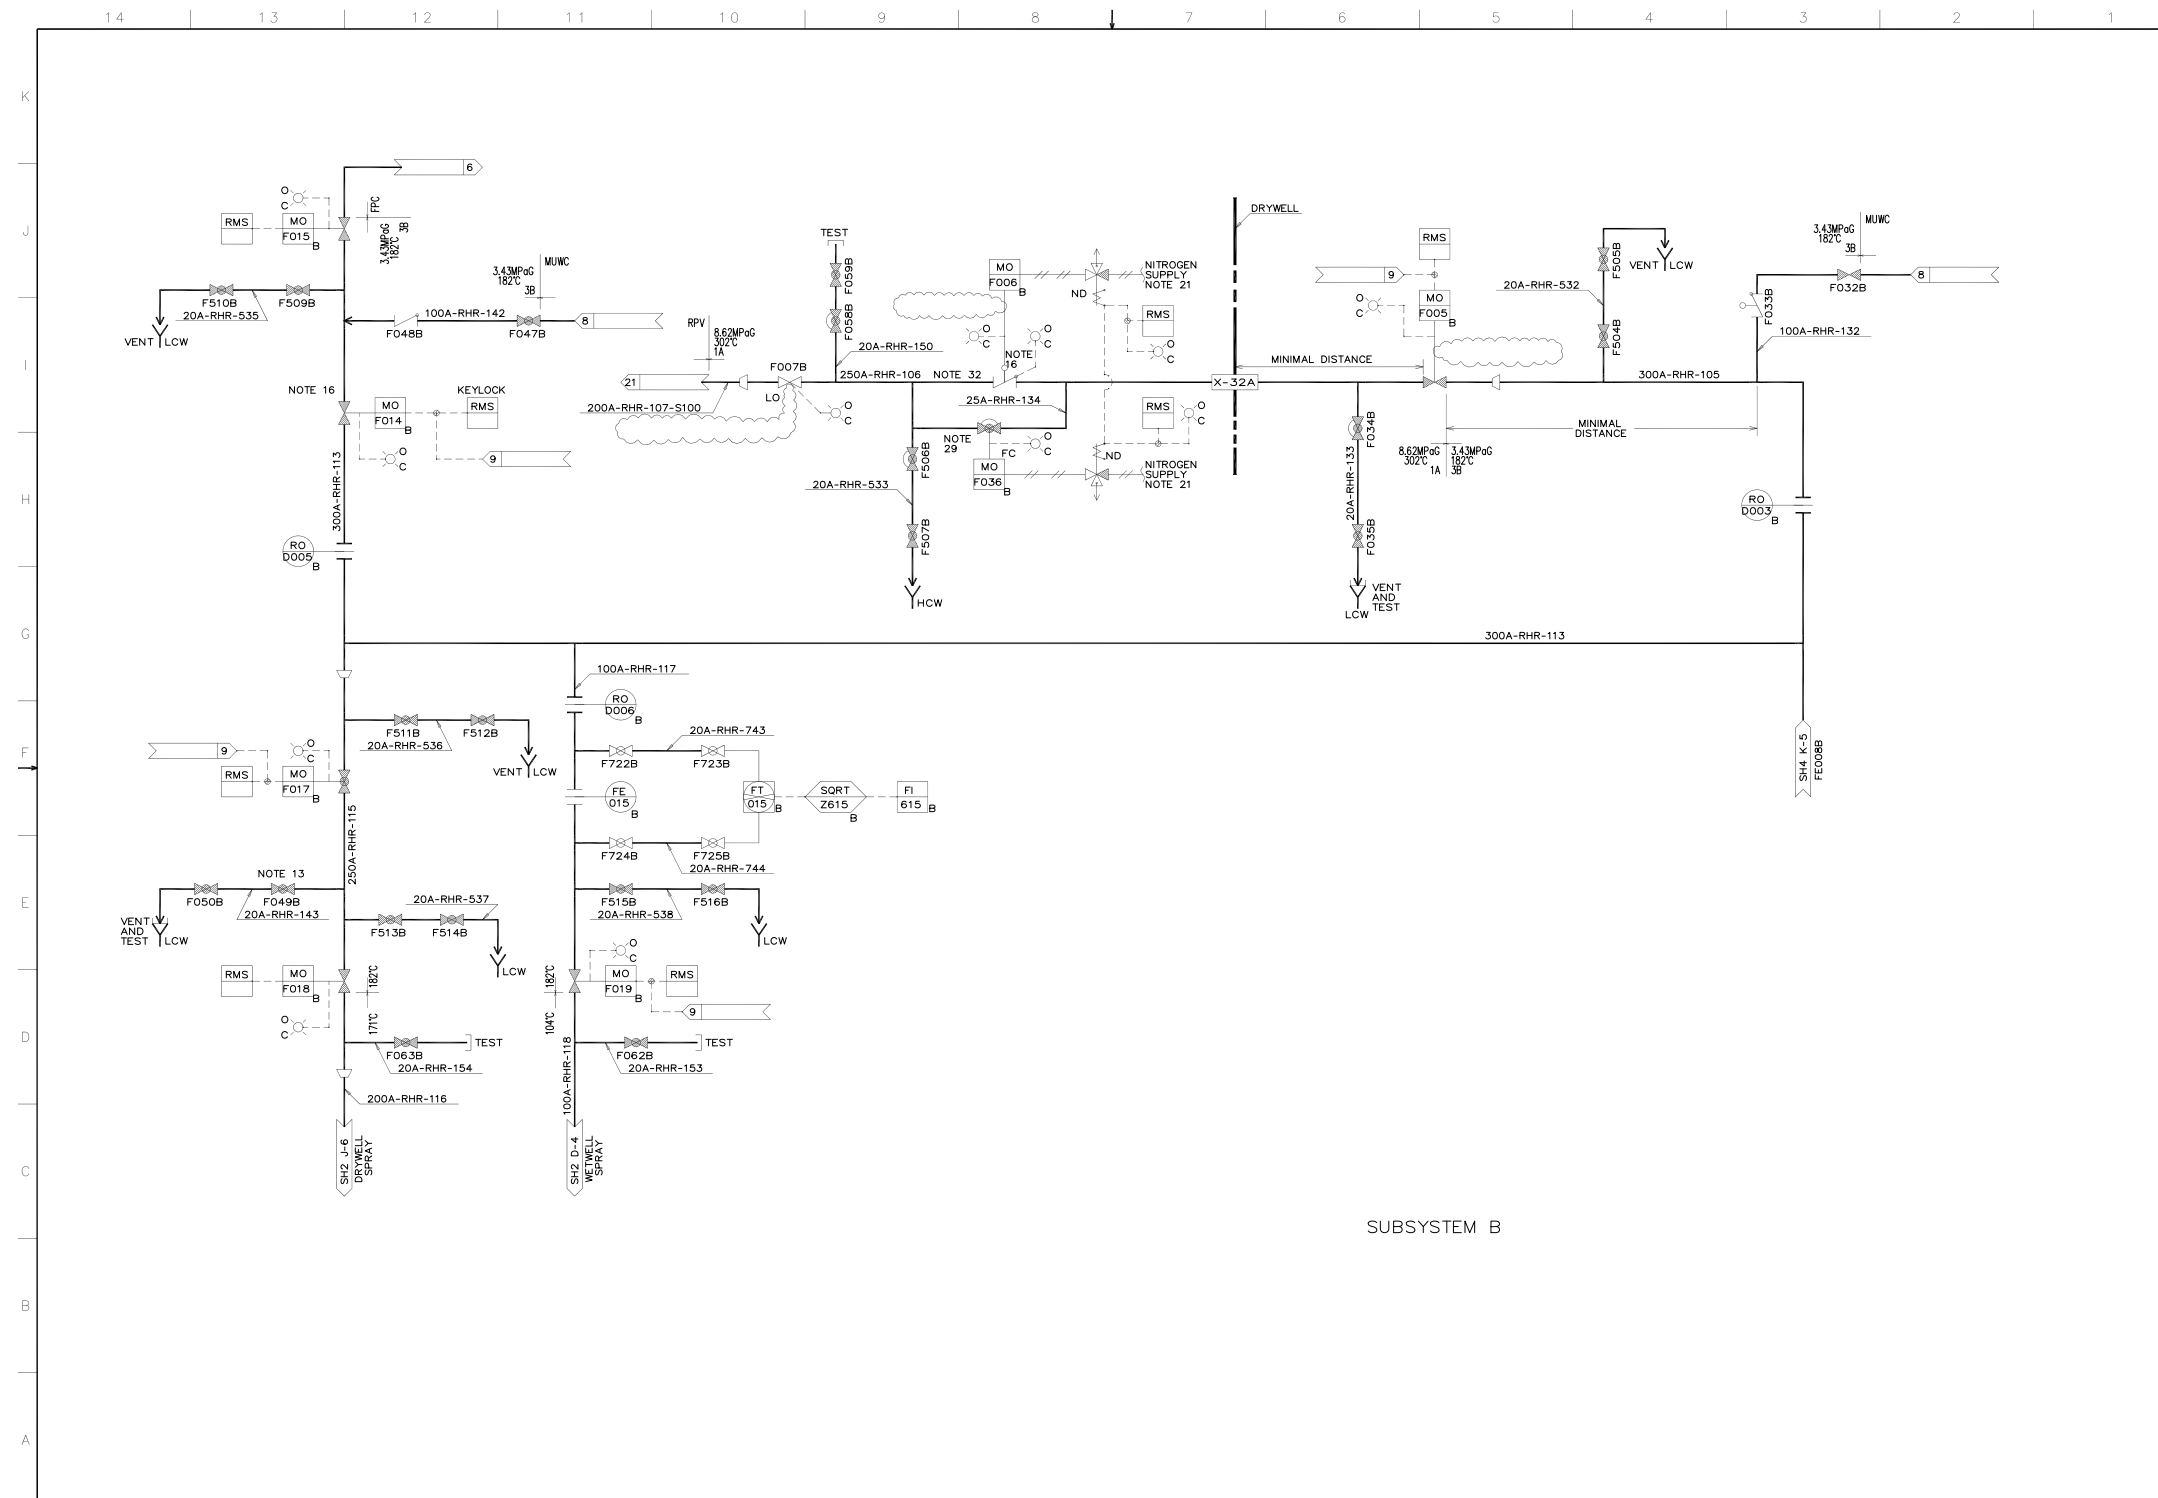 14 13 12 11 10 9 8 7 6 5 4 3 2 1
K
J
I
H
G
F
E
D
C
B
A
6
O
C
RMS
MO
F015
B
FPC
3B
3.43MPaG
182℃
F510B
F509B
20A-RHR-535
VENT
LCW
3.43MPaG
182℃
3B
MUWC
100A-RHR-142
F048B
F047B
8
NOTE 16
MO
F014
B
KEYLOCK
RMS
O
C
9
300A-RHR-113
RO
D005
B
TEST
F059B
F058B
20A-RHR-150
RPV
8.62MPaG
302℃
1A
21
F007B
LO
200A-RHR-107-S100
O
C
250A-RHR-106
NOTE 32
MO
F006
B
O
C
NOTE
16
O
C
ND
NITROGEN
SUPPLY
NOTE 21
RMS
O
C
25A-RHR-134
NOTE
29
FC
MO
F036
B
O
C
RMS
O
C
ND
NITROGEN
SUPPLY
NOTE 21
F506B
20A-RHR-533
F507B
HCW
DRYWELL
X-32A
MINIMAL DISTANCE
RMS
9
MO
F005
B
O
C
20A-RHR-532
F505B
F504B
VENT
LCW
3.43MPaG
182℃
3B
MUWC
8
F032B
F033B
100A-RHR-132
300A-RHR-105
MINIMAL
DISTANCE
8.62MPaG
302℃
1A
3.43MPaG
182℃
3B
F034B
20A-RHR-133
F035B
VENT
AND
TEST
LCW
RO
D003
B
300A-RHR-113
SH4 K-5
FE008B
100A-RHR-117
RO
D006
B
F511B
F512B
20A-RHR-536
VENT
LCW
9
O
C
RMS
MO
F017
B
250A-RHR-115
20A-RHR-743
F722B
F723B
FE
015
B
FT
015
B
SQRT
Z615
B
FI
615
B
F724B
F725B
20A-RHR-744
NOTE 13
F050B
F049B
20A-RHR-143
VENT
AND
TEST
LCW
20A-RHR-537
F513B
F514B
LCW
F515B
F516B
20A-RHR-538
LCW
RMS
MO
F018
B
O
C
182℃
171℃
F063B
TEST
20A-RHR-154
200A-RHR-116
SH2 J-6
DRYWELL
SPRAY
O
C
182℃
104℃
MO
F019
B
RMS
9
F062B
TEST
20A-RHR-153
100A-RHR-118
SH2 D-4
WETWELL
SPRAY
SUBSYSTEM B